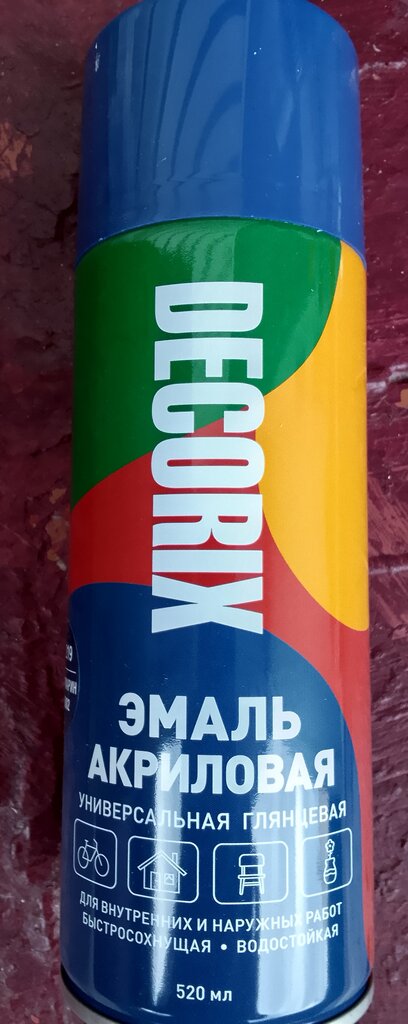 DECORIX
ЭМАЛЬ
АКРИЛОВАЯ
УНИВЕРСАЛЬНАЯ ГЛЯНЦЕВАЯ
ДЛЯ ВНУТРЕННИХ И НАРУЖНЫХ РАБОТ
БЫСТРОСОХНУЩАЯ • ВОДОСТОЙКАЯ
520 мл